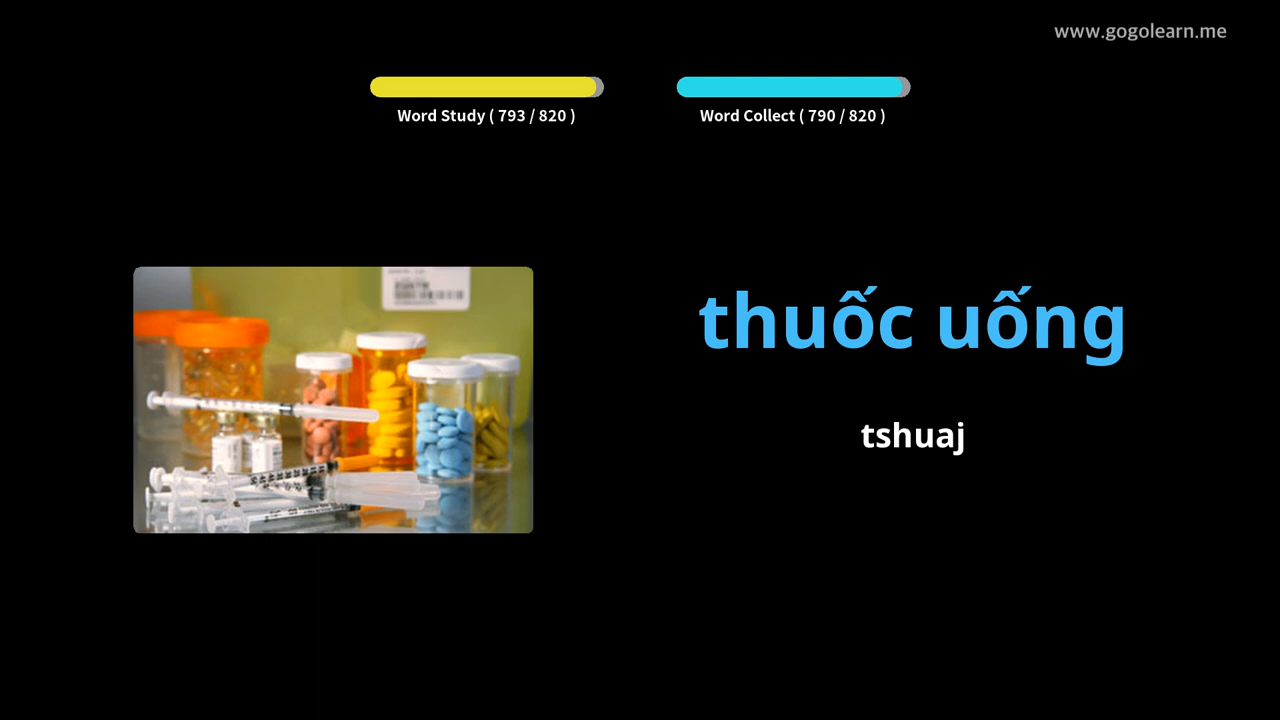 www.gogolearn.me
Word Study ( 793 / 820 )
Word Collect ( 790 / 820 )
thuốc uống
tshuaj